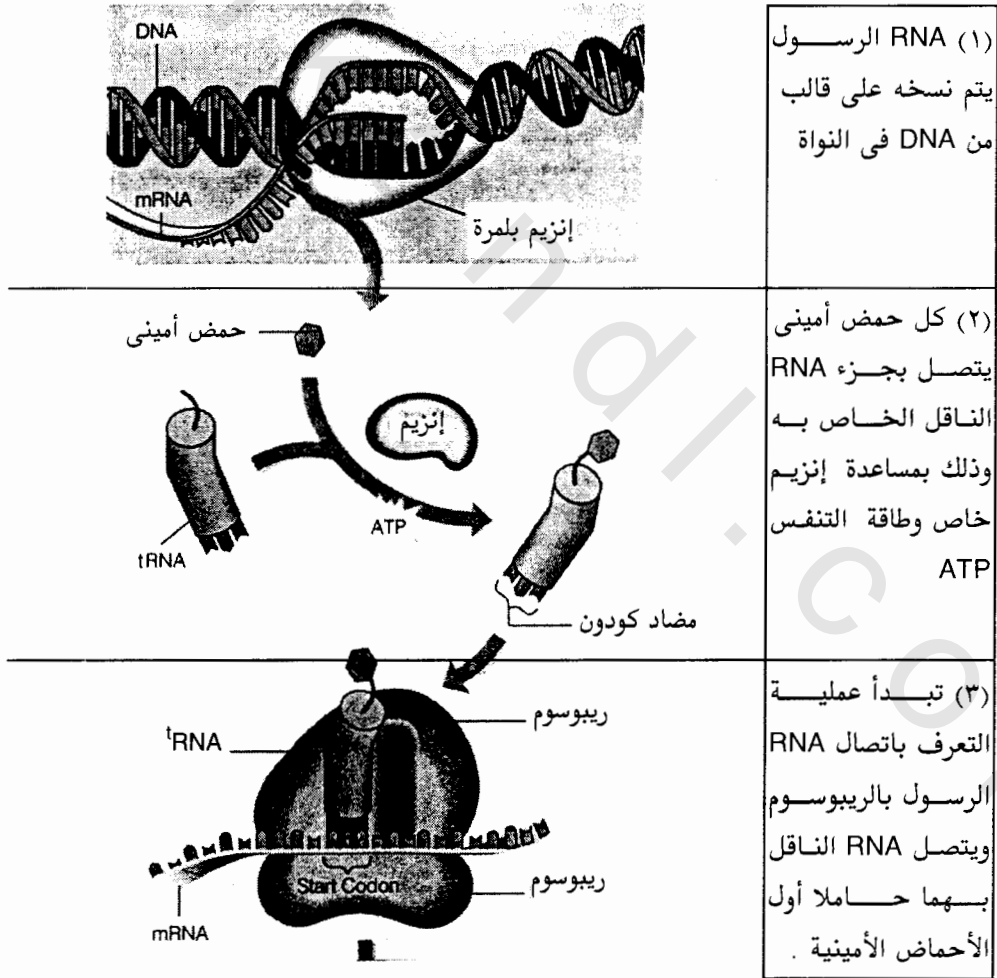 (١) RNA الرسول
يتم نسخه على قالب
من DNA فى النواة
DNA
mRNA
إنزيم بلمرة
(٢) كل حمض أمينى
يتصل بجزء RNA
الناقل الخاص به
وذلك بمساعدة إنزيم
خاص وطاقة التنفس
ATP
حمض أمينى
إنزيم
ATP
tRNA
مضاد كودون
(٣) تبدأ عملية
التعرف باتصال RNA
الرسول بالريبوسوم
ويتصل RNA الناقل
بهما حاملا أول
الأحماض الأمينية .
ريبوسوم
tRNA
Start Codon
ريبوسوم
mRNA